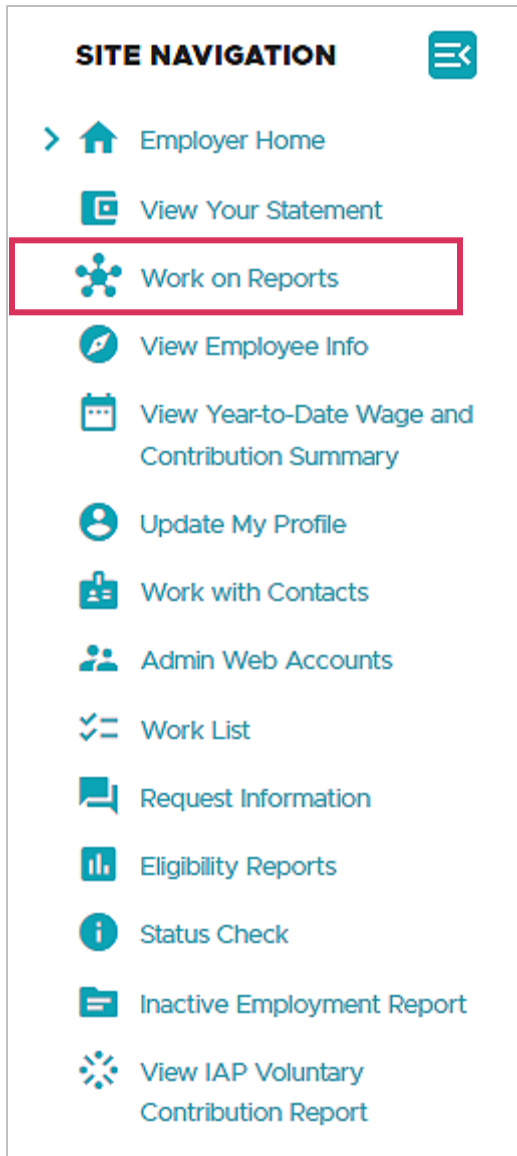 SITE NAVIGATION
Employer Home
View Your Statement
Work on Reports
View Employee Info
View Year-to-Date Wage and
Contribution Summary
Update My Profile
Work with Contacts
Admin Web Accounts
Work List
Request Information
Eligibility Reports
Status Check
Inactive Employment Report
View IAP Voluntary
Contribution Report